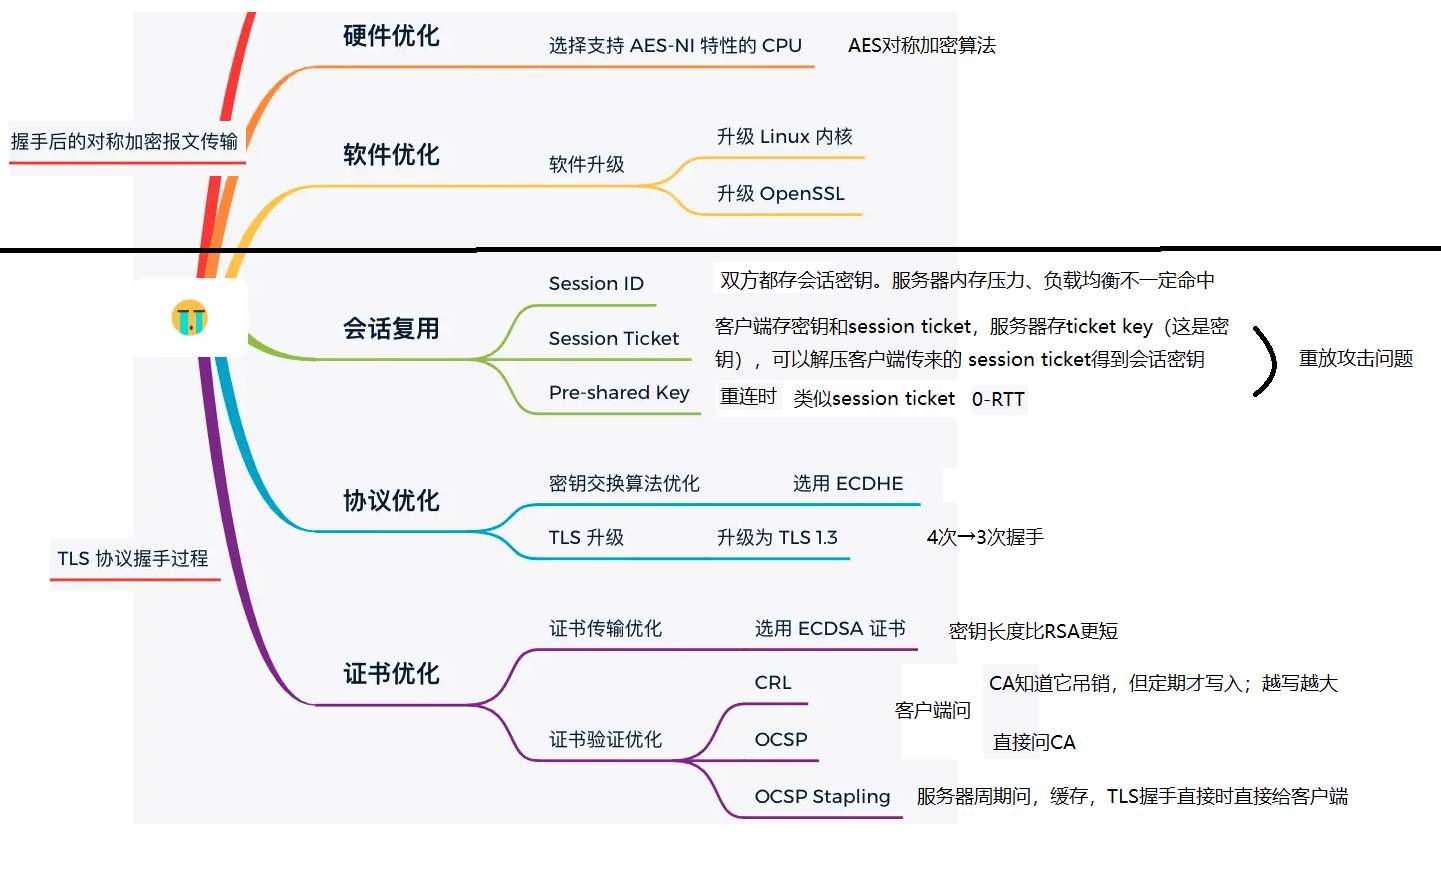 硬件优化
选择支持 AES-NI 特性的 CPU
AES对称加密算法
握手后的对称加密报文传输
软件优化
软件升级
升级 Linux 内核
升级 OpenSSL
会话复用
Session ID
双方都存会话密钥。服务器内存压力、负载均衡不一定命中
Session Ticket
客户端存密钥和session ticket，服务器存ticket key（这是密
钥），可以解压客户端传来的 session ticket得到会话密钥
Pre-shared Key
重连时 类似session ticket 0-RTT
重放攻击问题
协议优化
密钥交换算法优化
选用 ECDHE
TLS 升级
升级为 TLS 1.3
4次→3次握手
TLS 协议握手过程
证书优化
证书传输优化
选用 ECDSA 证书
密钥长度比RSA更短
证书验证优化
CRL
CA知道它吊销，但定期才写入；越写越大
客户端问
OCSP
直接问CA
OCSP Stapling
服务器周期问，缓存，TLS握手直接时直接给客户端